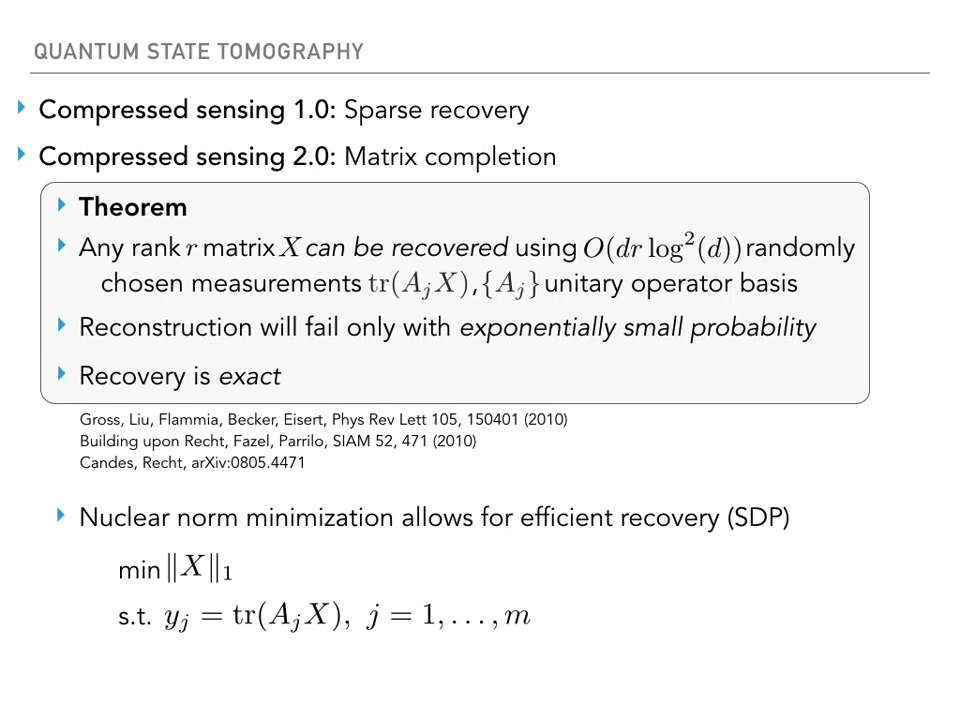 QUANTUM STATE TOMOGRAPHY
Compressed sensing 1.0: Sparse recovery
Compressed sensing 2.0: Matrix completion
Theorem
Any rank r matrix X can be recovered using O(dr log²(d)) randomly
chosen measurements tr(A_jX), {A_j} unitary operator basis
Reconstruction will fail only with exponentially small probability
Recovery is exact
Gross, Liu, Flammia, Becker, Eisert, Phys Rev Lett 105, 150401 (2010)
Building upon Recht, Fazel, Parrilo, SIAM 52, 471 (2010)
Candes, Recht, arXiv:0805.4471
Nuclear norm minimization allows for efficient recovery (SDP)
min ‖X‖₁
s.t. y_j = tr(A_jX), j = 1, . . . , m